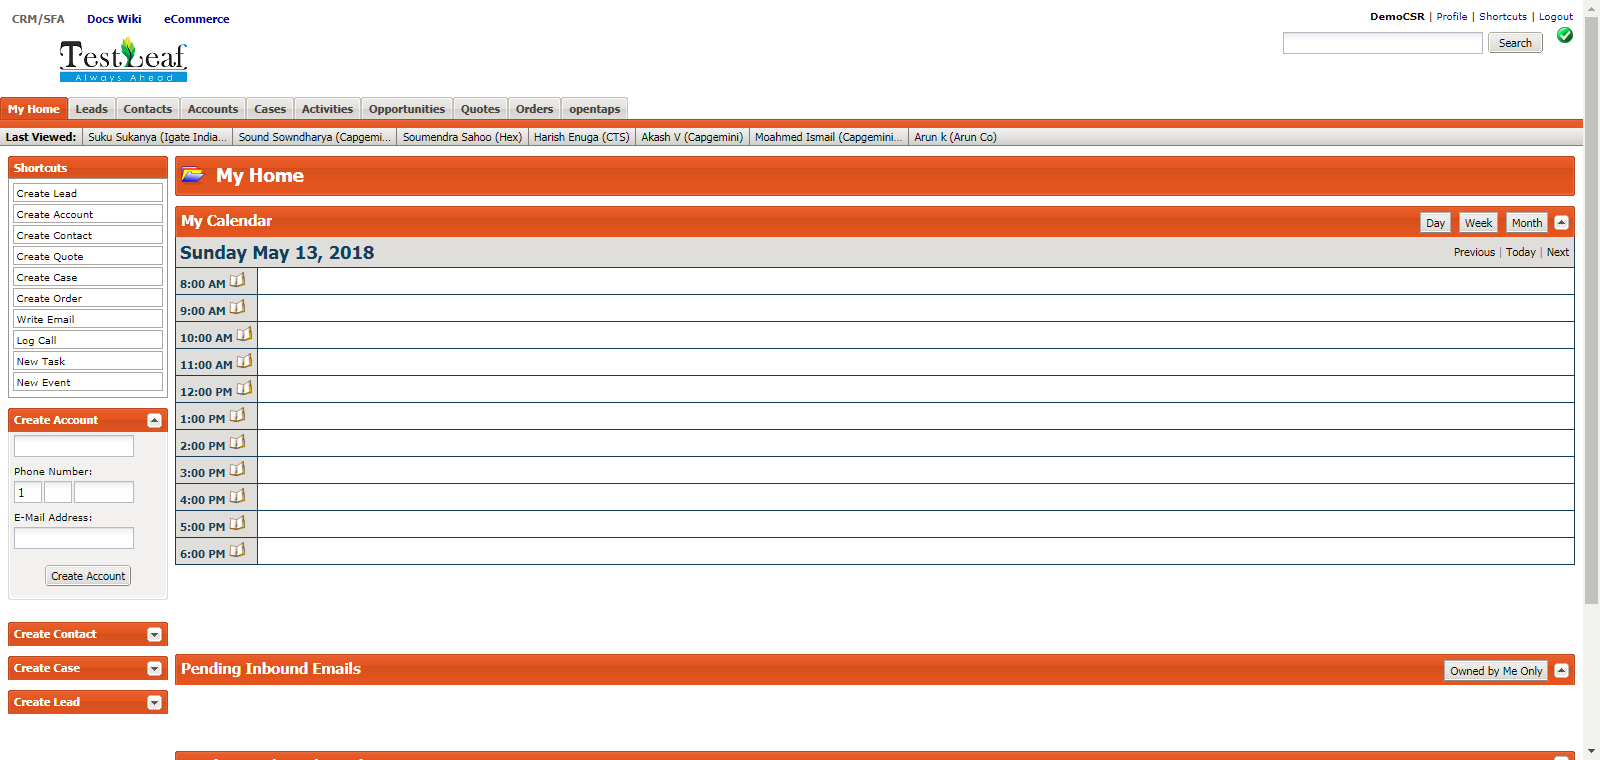 CRM/SFA Docs Wiki eCommerce
DemoCSR | Profile | Shortcuts | Logout
TestLeaf
Always Ahead
Search
My Home Leads Contacts Accounts Cases Activities Opportunities Quotes Orders opentaps
Last Viewed: Suku Sukanya (Igate India... Sound Sowndharya (Capgemi... Soumendra Sahoo (Hex) Harish Enuga (CTS) Akash V (Capgemini) Moahmed Ismail (Capgemini... Arun k (Arun Co)
Shortcuts
Create Lead
Create Account
Create Contact
Create Quote
Create Case
Create Order
Write Email
Log Call
New Task
New Event
Create Account
Phone Number:
1
E-Mail Address:
Create Account
Create Contact
Create Case
Create Lead
My Home
My Calendar
Day Week Month
Sunday May 13, 2018
Previous | Today | Next
8:00 AM
9:00 AM
10:00 AM
11:00 AM
12:00 PM
1:00 PM
2:00 PM
3:00 PM
4:00 PM
5:00 PM
6:00 PM
Pending Inbound Emails
Owned by Me Only